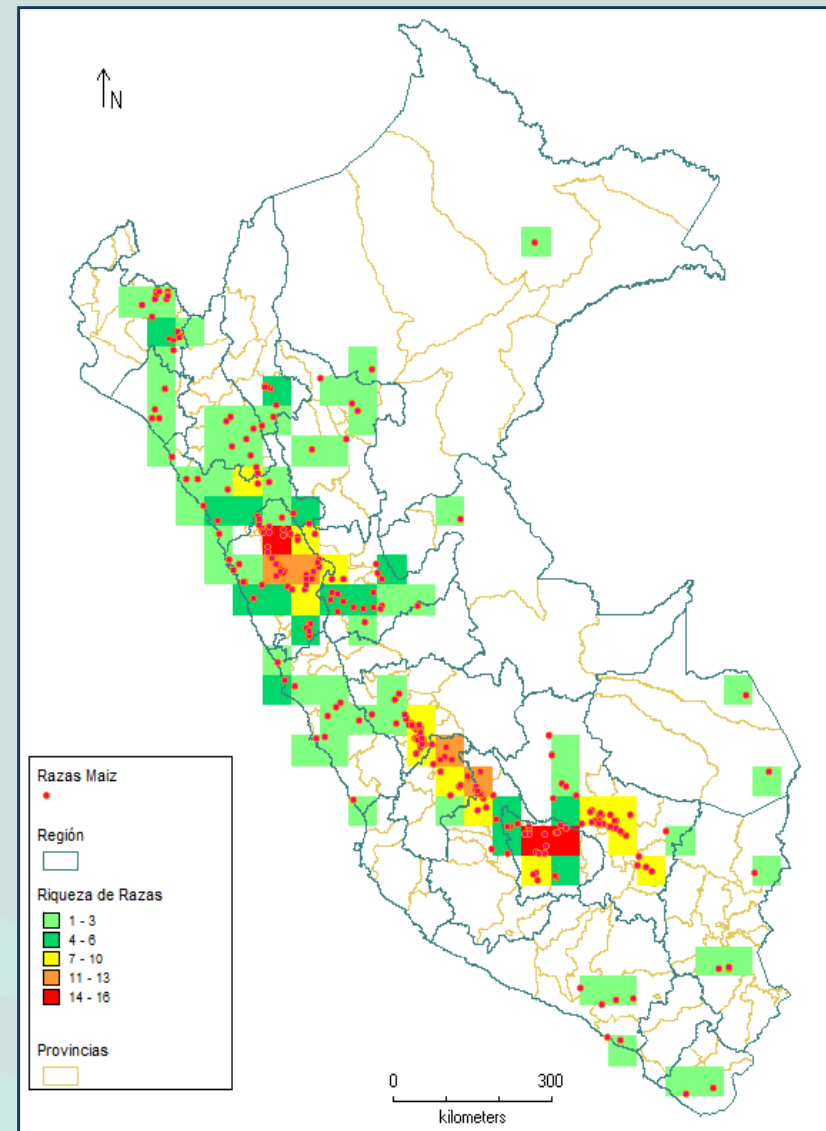 N
Razas Maiz
Región
Riqueza de Razas
1 - 3
4 - 6
7 - 10
11 - 13
14 - 16
Provincias
0 300
kilometers